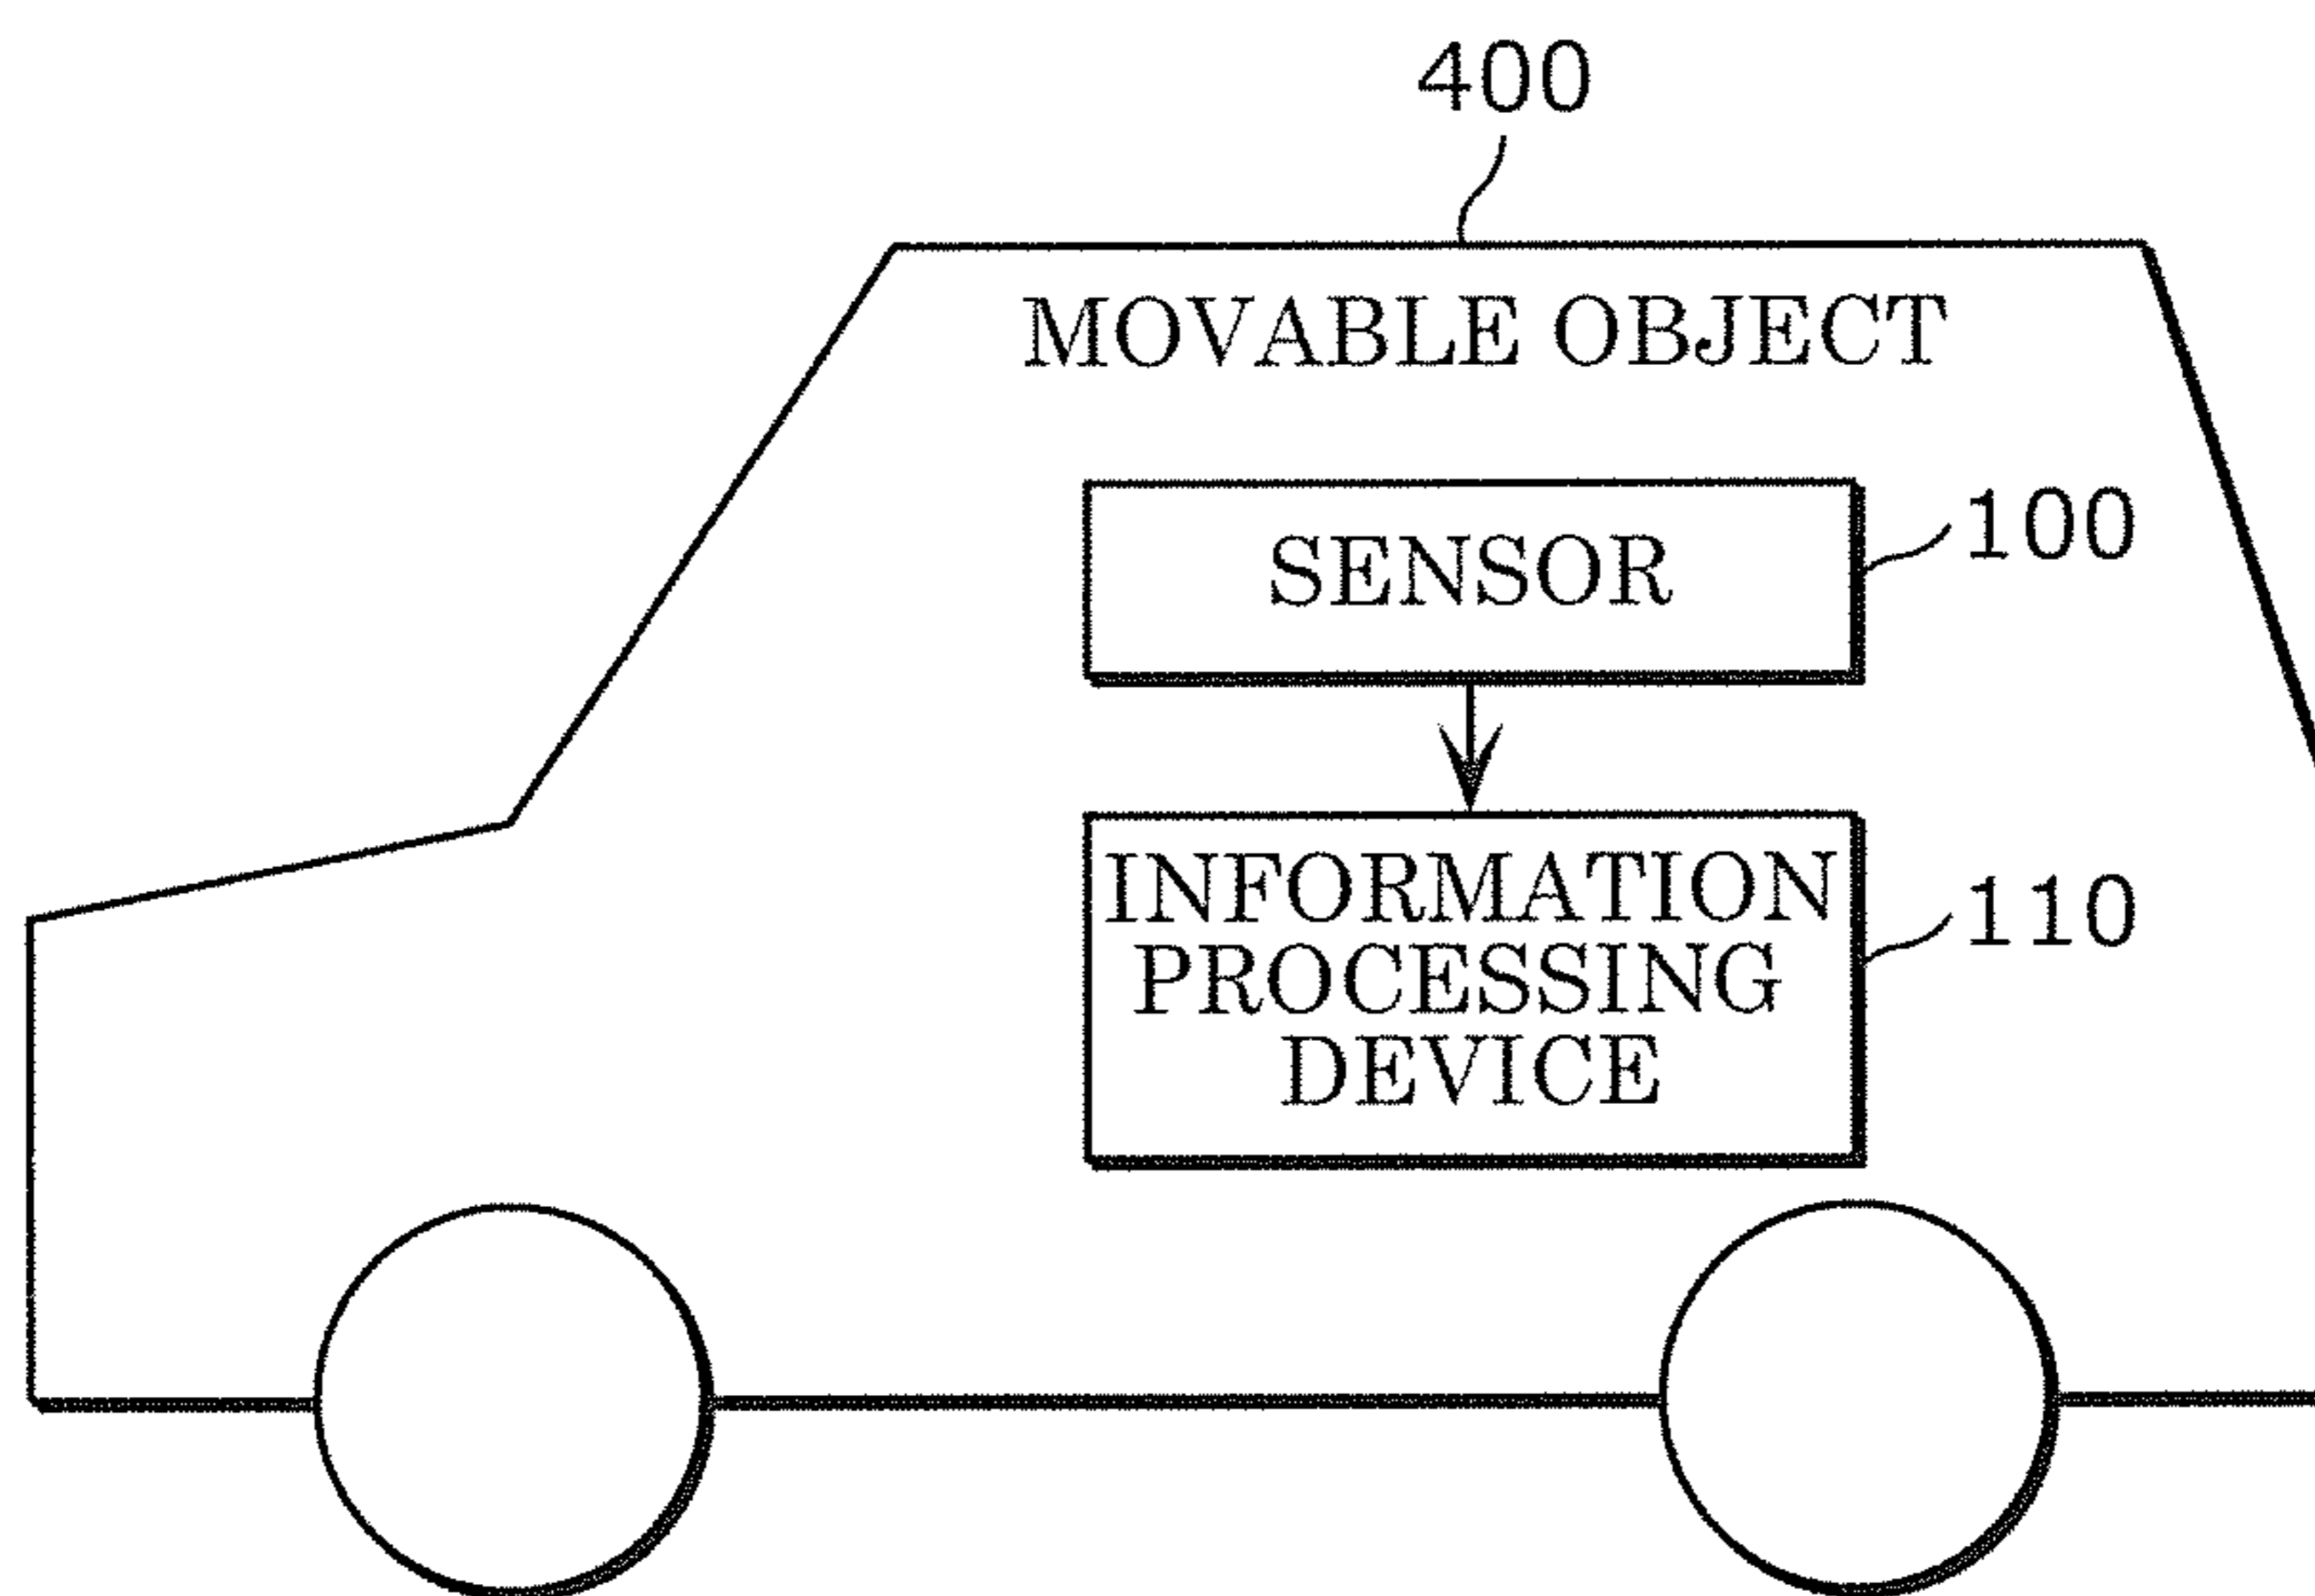 400
MOVABLE OBJECT
SENSOR
100
INFORMATION
PROCESSING
DEVICE
110